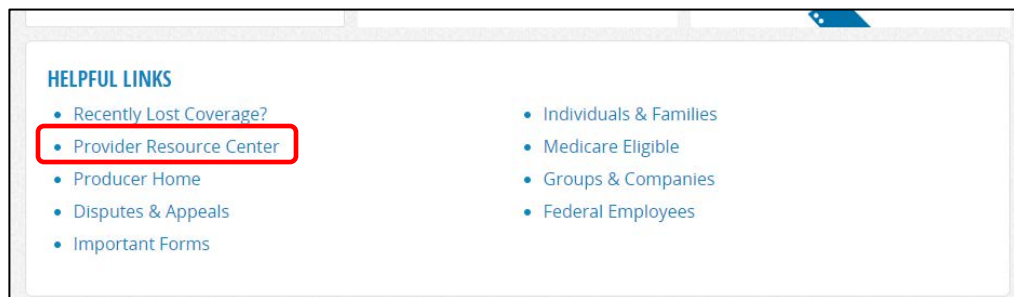 HELPFUL LINKS
Recently Lost Coverage?
Provider Resource Center
Producer Home
Disputes & Appeals
Important Forms
Individuals & Families
Medicare Eligible
Groups & Companies
Federal Employees